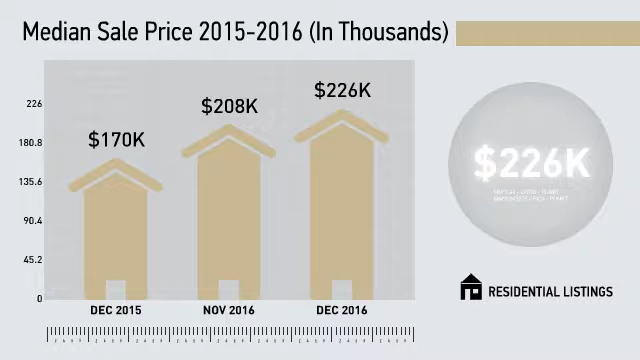 Median Sale Price 2015-2016 (In Thousands)
$226K
$208K
$170K
226
180.8
135.6
90.4
45.2
0
DEC 2015
NOV 2016
DEC 2016
$226K
RESIDENTIAL LISTINGS